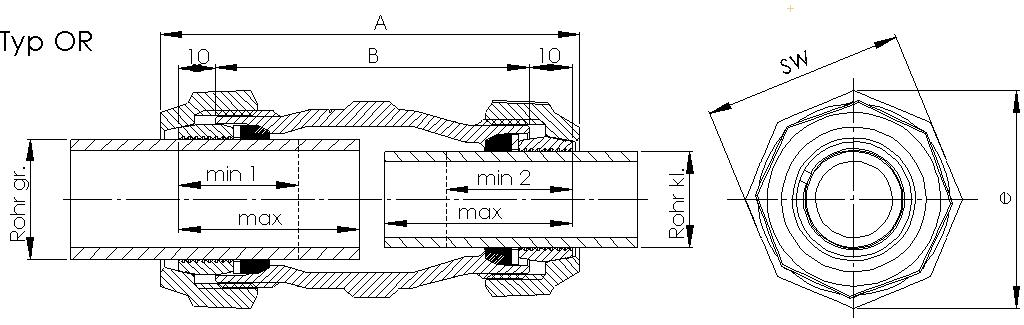 A
Typ OR
10
B
10
SW
min 1
min 2
max
max
Rohr gr.
Rohr kl.
e